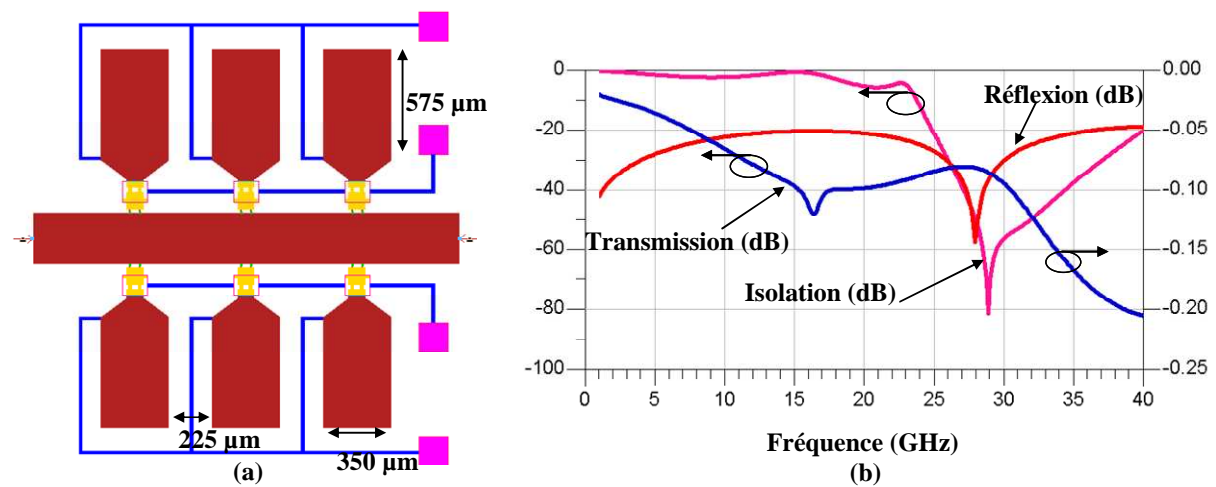 575 µm
225 µm
350 µm
(a)
0
-20
-40
-60
-80
-100
0.00
-0.05
-0.10
-0.15
-0.20
-0.25
Réflexion (dB)
Transmission (dB)
Isolation (dB)
0 5 10 15 20 25 30 35 40
Fréquence (GHz)
(b)